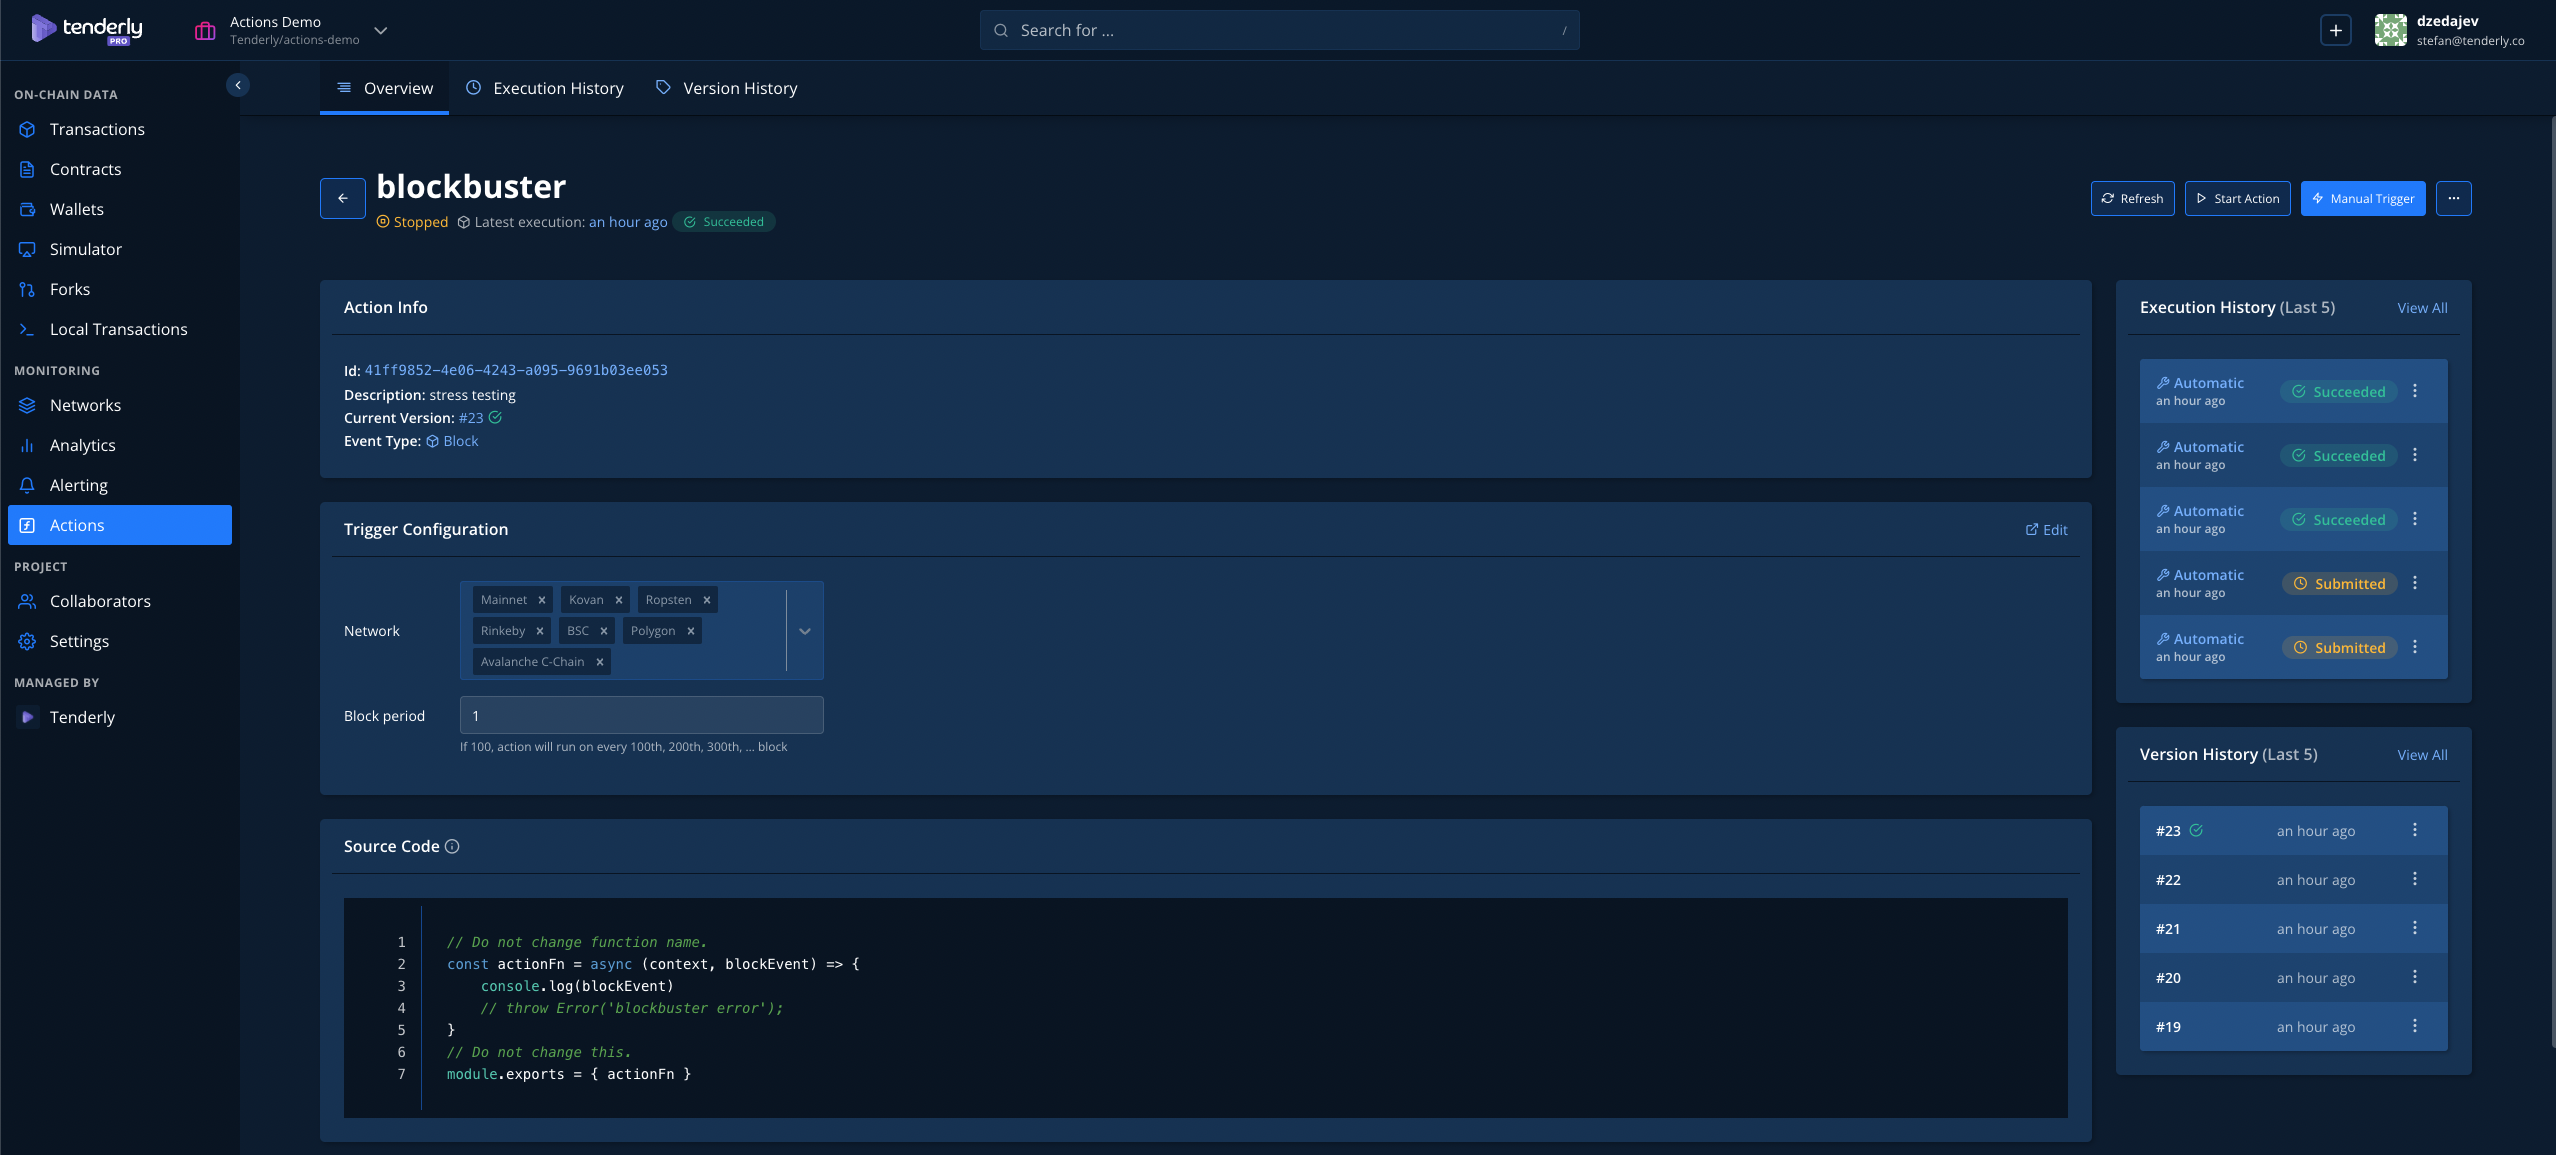 tenderly
PRO
Actions Demo
Tenderly/actions-demo
Search for ...
/
dzedajev
stefan@tenderly.co
ON-CHAIN DATA
Transactions
Contracts
Wallets
Simulator
Forks
Local Transactions
MONITORING
Networks
Analytics
Alerting
Actions
PROJECT
Collaborators
Settings
MANAGED BY
Tenderly
Overview
Execution History
Version History
blockbuster
Stopped Latest execution: an hour ago Succeeded
Refresh
Start Action
Manual Trigger
Action Info
Id: 41ff9852-4e06-4243-a095-9691b03ee053
Description: stress testing
Current Version: #23
Event Type: Block
Trigger Configuration
Edit
Network
Mainnet × Kovan × Ropsten ×
Rinkeby × BSC × Polygon ×
Avalanche C-Chain ×
Block period
1
If 100, action will run on every 100th, 200th, 300th, ... block
Source Code
1 // Do not change function name.
2 const actionFn = async (context, blockEvent) => {
3 console.log(blockEvent)
4 // throw Error('blockbuster error');
5 }
6 // Do not change this.
7 module.exports = { actionFn }
Execution History (Last 5) View All
Automatic Succeeded
an hour ago
Automatic Succeeded
an hour ago
Automatic Succeeded
an hour ago
Automatic Submitted
an hour ago
Automatic Submitted
an hour ago
Version History (Last 5) View All
#23 an hour ago
#22 an hour ago
#21 an hour ago
#20 an hour ago
#19 an hour ago